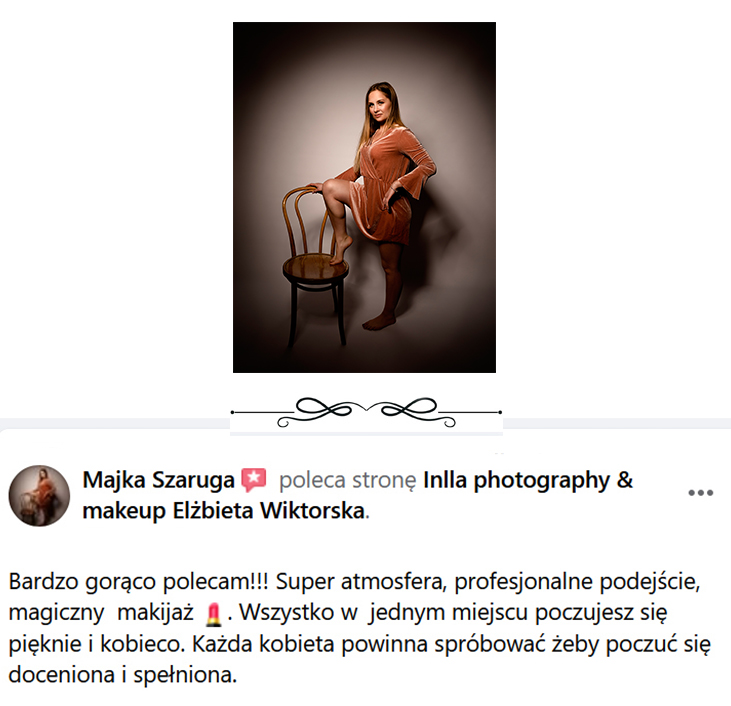 Majka Szaruga poleca stronę Inlla photography &
makeup Elżbieta Wiktorska.
Bardzo gorąco polecam!!! Super atmosfera, profesjonalne podejście,
magiczny makijaż 💄. Wszystko w jednym miejscu poczujesz się
pięknie i kobieco. Każda kobieta powinna spróbować żeby poczuć się
doceniona i spełniona.